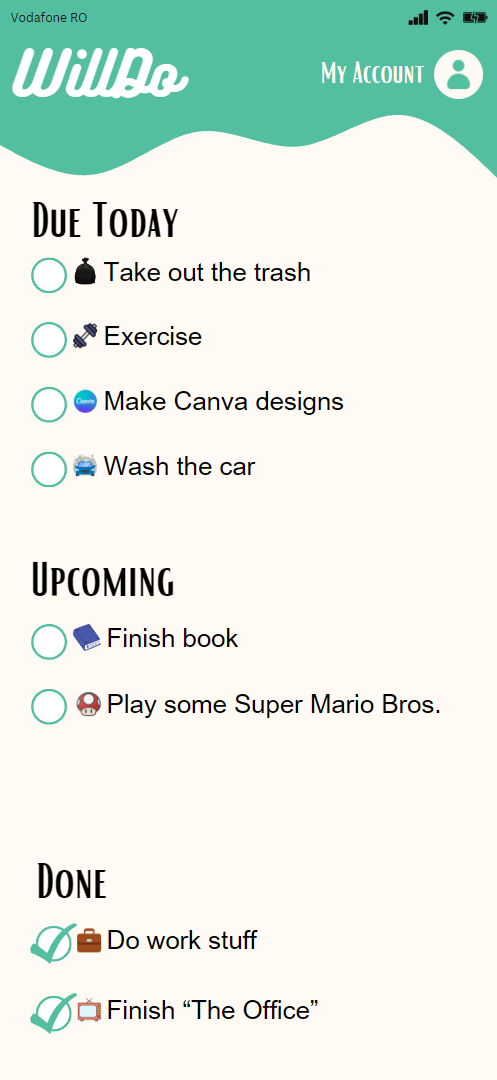 Vodafone RO
WillDo
My Account
Due Today
Take out the trash
Exercise
Canva
Make Canva designs
Wash the car
Upcoming
Finish book
Play some Super Mario Bros.
Done
Do work stuff
Finish “The Office”